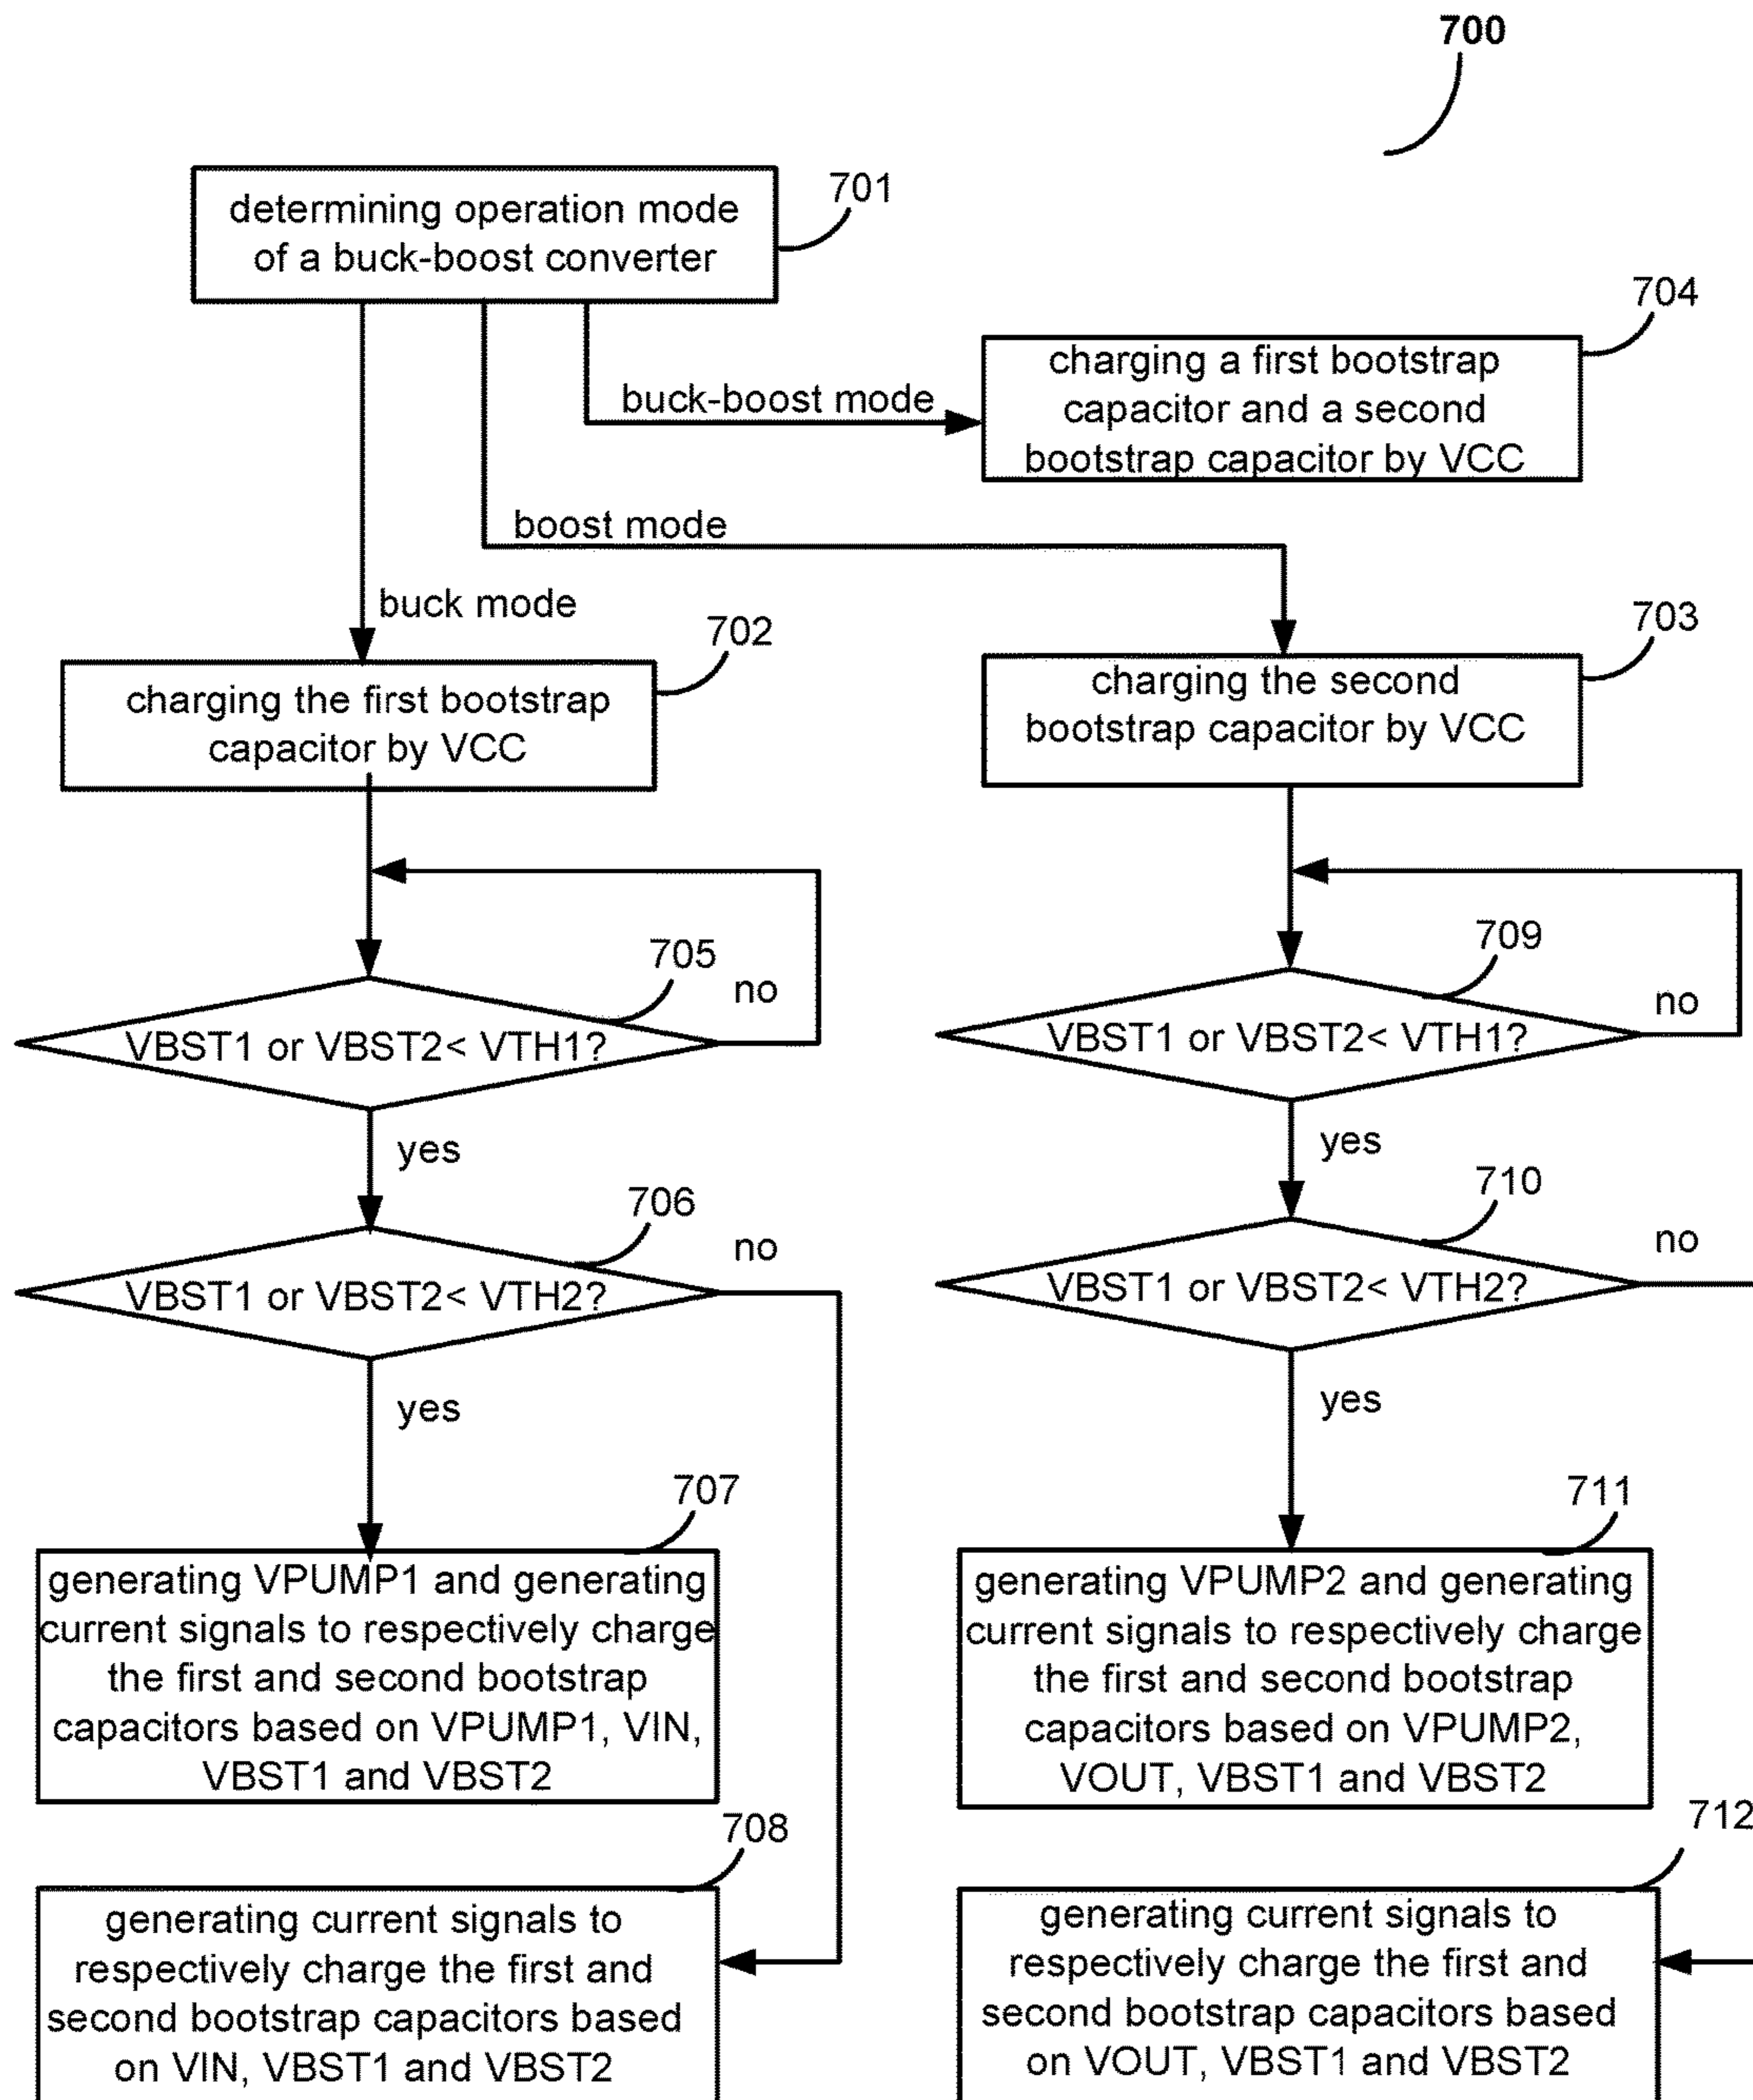 700
701
determining operation mode
of a buck-boost converter
704
charging a first bootstrap
capacitor and a second
bootstrap capacitor by VCC
buck-boost mode
boost mode
buck mode
702
703
charging the first bootstrap
capacitor by VCC
charging the second
bootstrap capacitor by VCC
705
no
VBST1 or VBST2< VTH1?
yes
709
no
VBST1 or VBST2< VTH1?
yes
706
no
VBST1 or VBST2< VTH2?
yes
710
no
VBST1 or VBST2< VTH2?
yes
707
generating VPUMP1 and generating
current signals to respectively charge
the first and second bootstrap
capacitors based on VPUMP1, VIN,
VBST1 and VBST2
711
generating VPUMP2 and generating
current signals to respectively charge
the first and second bootstrap
capacitors based on VPUMP2,
VOUT, VBST1 and VBST2
708
generating current signals to
respectively charge the first and
second bootstrap capacitors based
on VIN, VBST1 and VBST2
712
generating current signals to
respectively charge the first and
second bootstrap capacitors based
on VOUT, VBST1 and VBST2